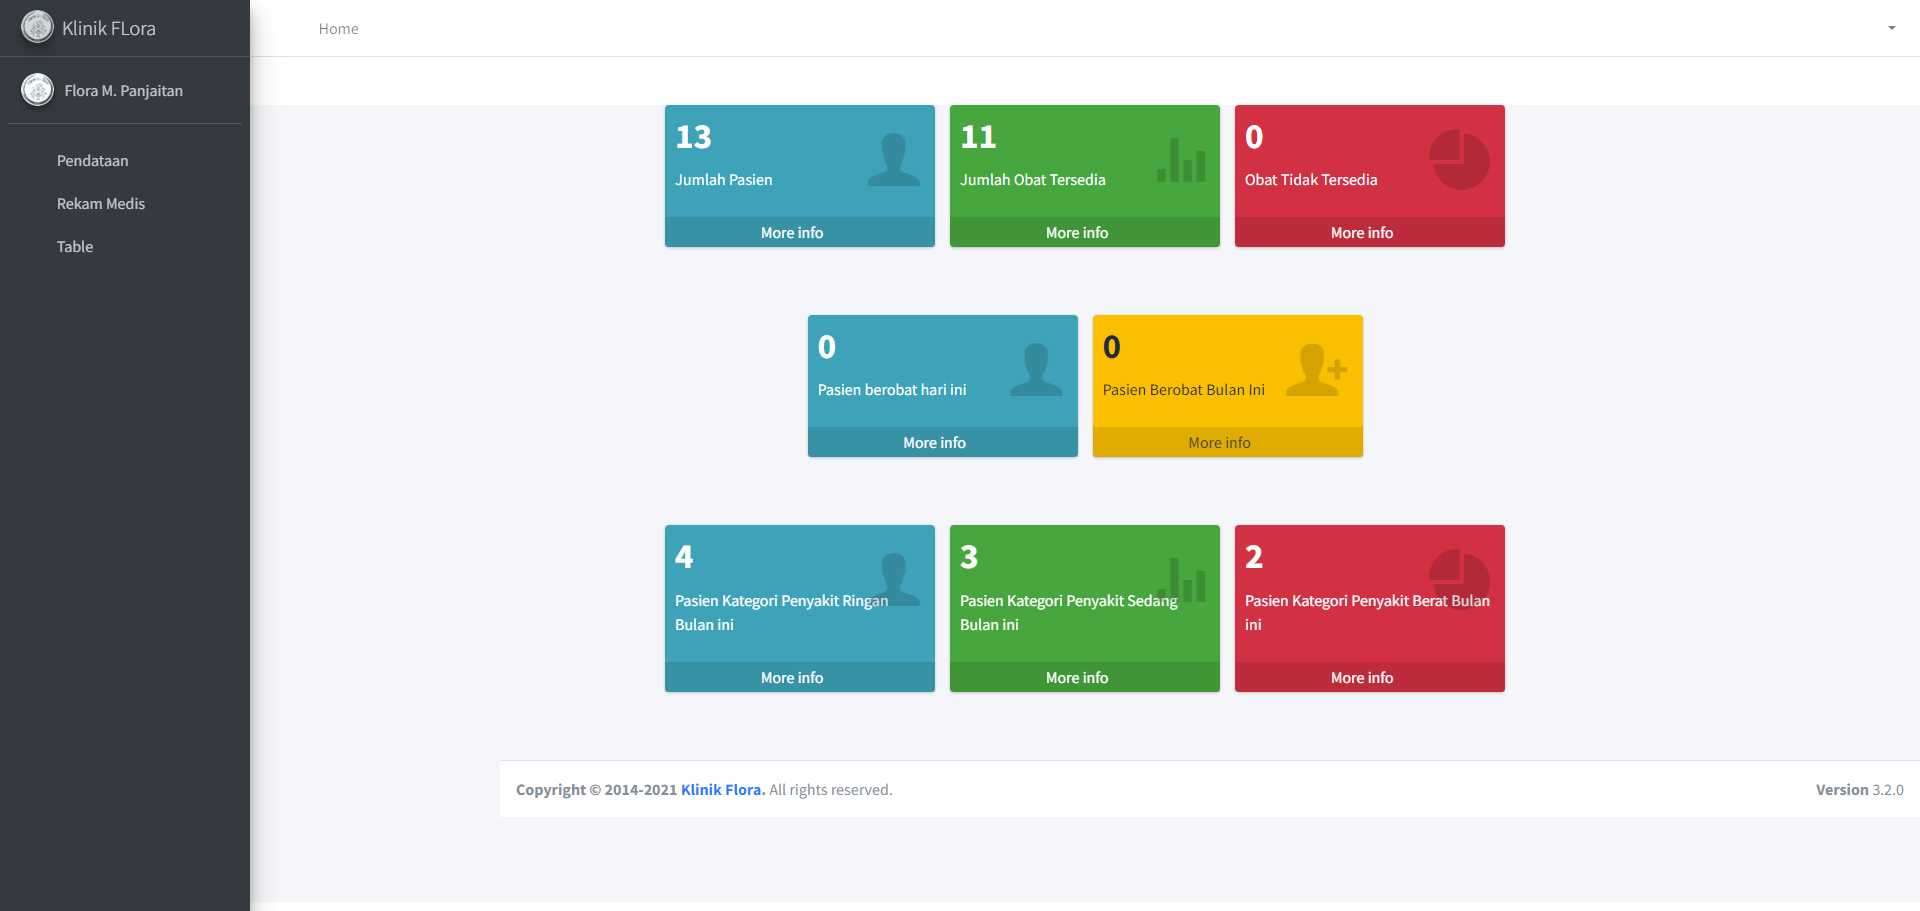 Klinik FLora
Home
Flora M. Panjaitan
Pendataan
Rekam Medis
Table
13
Jumlah Pasien
More info
11
Jumlah Obat Tersedia
More info
0
Obat Tidak Tersedia
More info
0
Pasien berobat hari ini
More info
0
Pasien Berobat Bulan Ini
More info
4
Pasien Kategori Penyakit Ringan
Bulan ini
More info
3
Pasien Kategori Penyakit Sedang
Bulan ini
More info
2
Pasien Kategori Penyakit Berat Bulan
ini
More info
Copyright © 2014-2021 Klinik Flora. All rights reserved.
Version 3.2.0